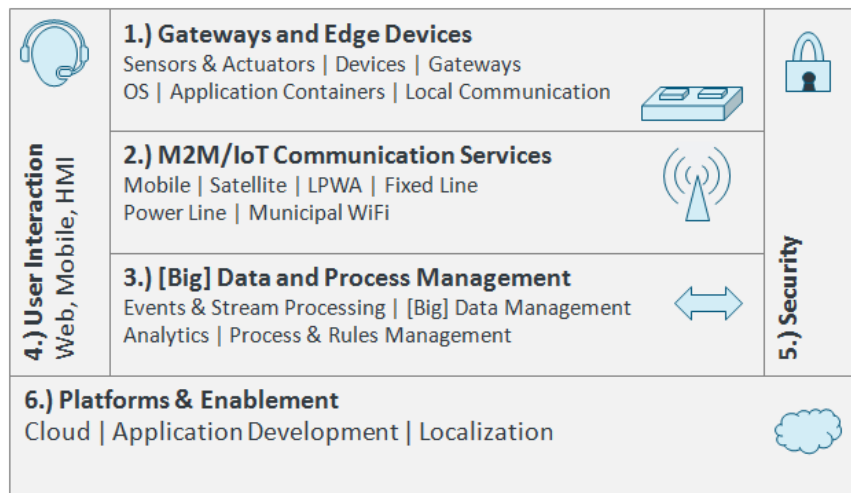 1.) Gateways and Edge Devices
Sensors & Actuators | Devices | Gateways
OS | Application Containers | Local Communication
2.) M2M/IoT Communication Services
Mobile | Satellite | LPWA | Fixed Line
Power Line | Municipal WiFi
3.) [Big] Data and Process Management
Events & Stream Processing | [Big] Data Management
Analytics | Process & Rules Management
4.) User Interaction
Web, Mobile, HMI
5.) Security
6.) Platforms & Enablement
Cloud | Application Development | Localization